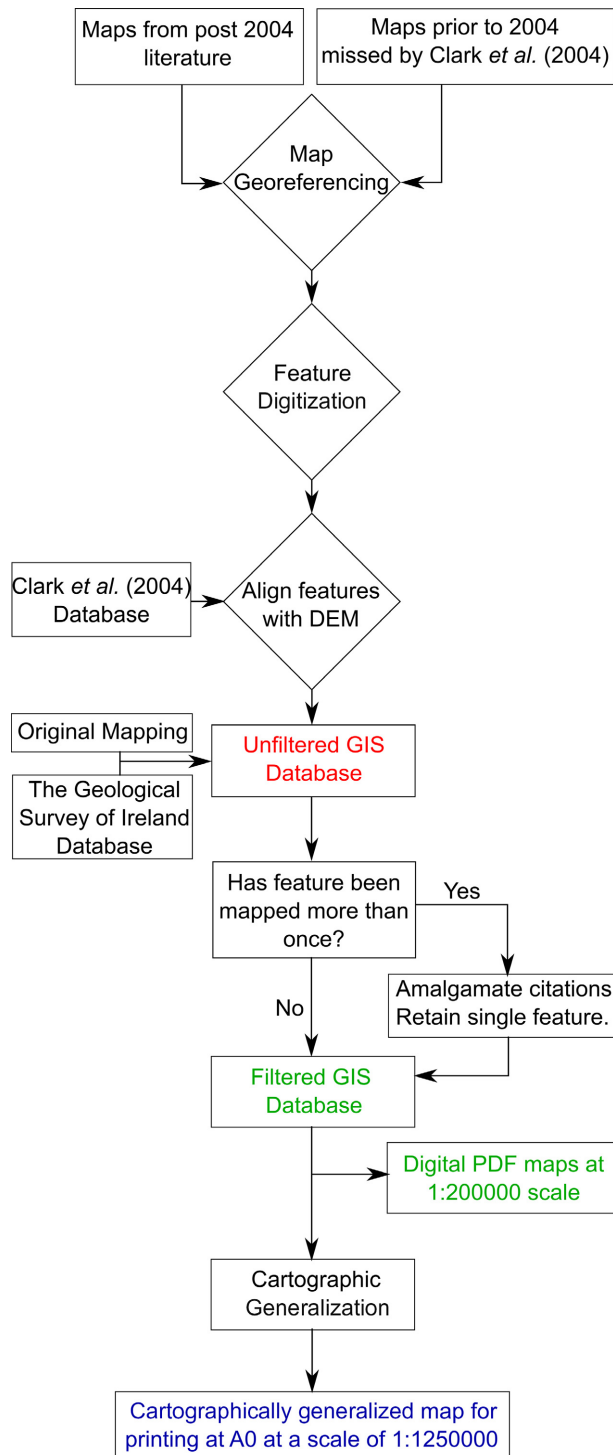 Maps from post 2004
literature
Maps prior to 2004
missed by Clark et al. (2004)
Map
Georeferencing
Feature
Digitization
Clark et al. (2004)
Database
Align features
with DEM
Original Mapping
The Geological
Survey of Ireland
Database
Unfiltered GIS
Database
Has feature been
mapped more than
once?
Yes
Amalgamate citations
Retain single feature.
No
Filtered GIS
Database
Digital PDF maps at
1:200000 scale
Cartographic
Generalization
Cartographically generalized map for
printing at A0 at a scale of 1:1250000